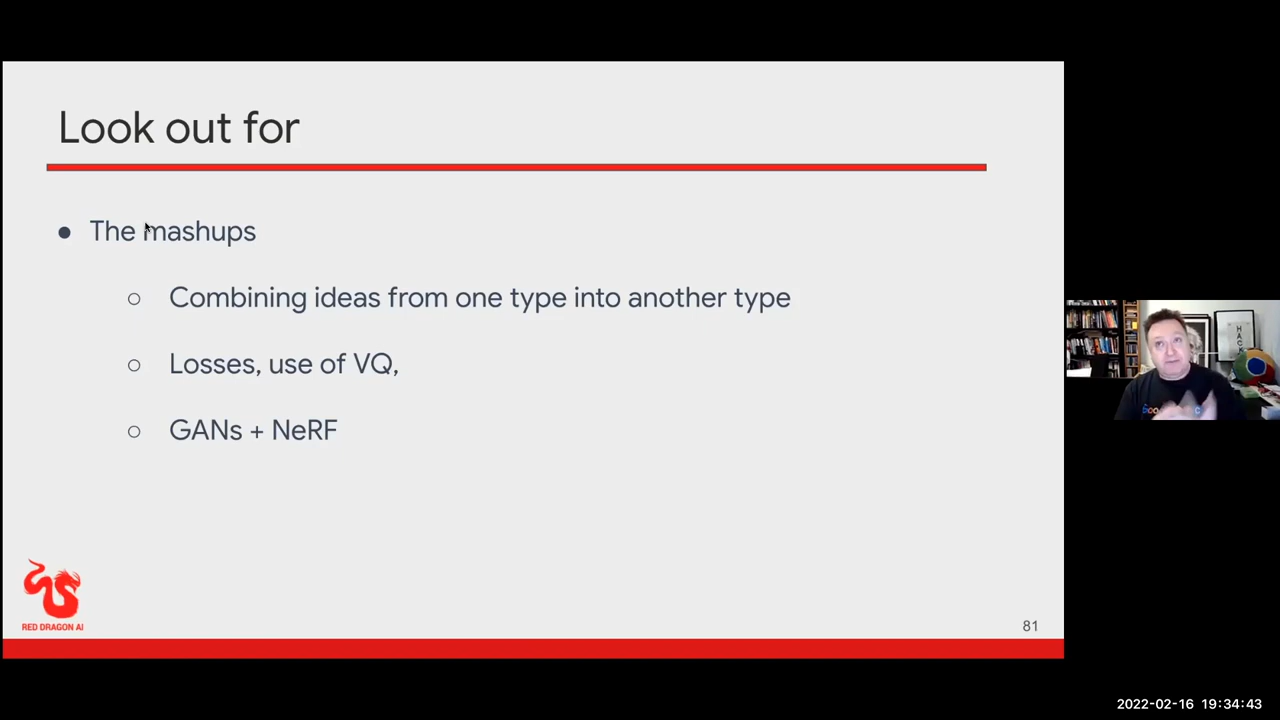 Look out for
● The mashups
○ Combining ideas from one type into another type
○ Losses, use of VQ,
○ GANs + NeRF
RED DRAGON AI
81
HACK
2022-02-16 19:34:43